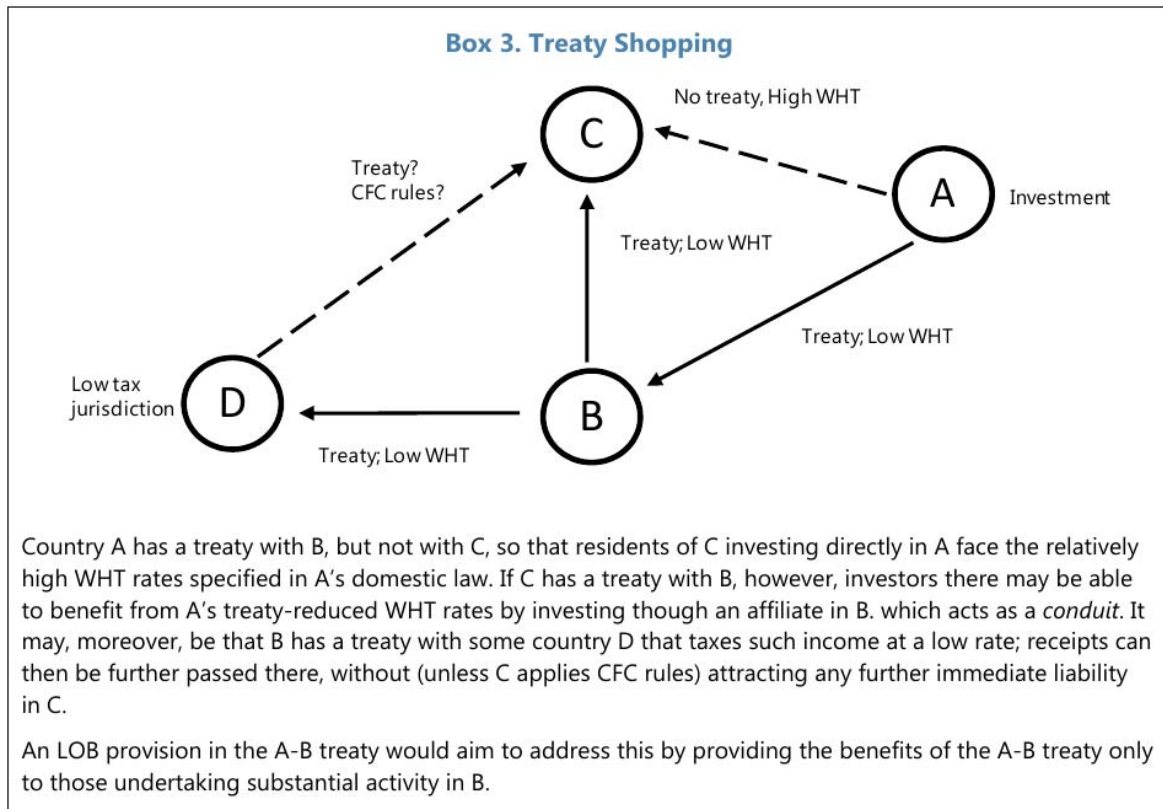 Box 3. Treaty Shopping
No treaty, High WHT
C
Treaty?
CFC rules?
A
Investment
Treaty; Low WHT
Treaty; Low WHT
Low tax
jurisdiction
D
B
Treaty; Low WHT
Country A has a treaty with B, but not with C, so that residents of C investing directly in A face the relatively
high WHT rates specified in A’s domestic law. If C has a treaty with B, however, investors there may be able
to benefit from A’s treaty-reduced WHT rates by investing though an affiliate in B. which acts as a conduit. It
may, moreover, be that B has a treaty with some country D that taxes such income at a low rate; receipts can
then be further passed there, without (unless C applies CFC rules) attracting any further immediate liability
in C.
An LOB provision in the A-B treaty would aim to address this by providing the benefits of the A-B treaty only
to those undertaking substantial activity in B.